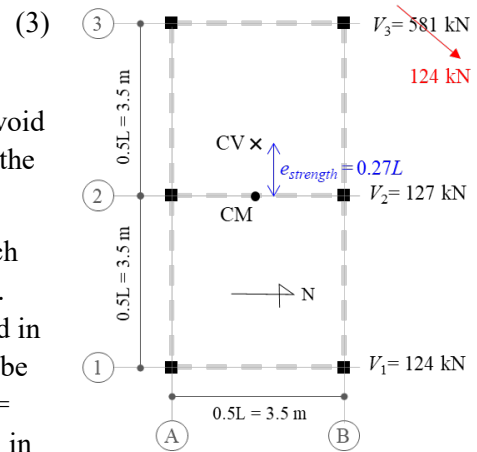 (3)
void
the
ch
.
d in
be
=
in
3
V3= 581 kN
124 kN
0.5L = 3.5 m
CV
estrength = 0.27L
2
V2= 127 kN
CM
0.5L = 3.5 m
N
1
V1= 124 kN
0.5L = 3.5 m
A
B